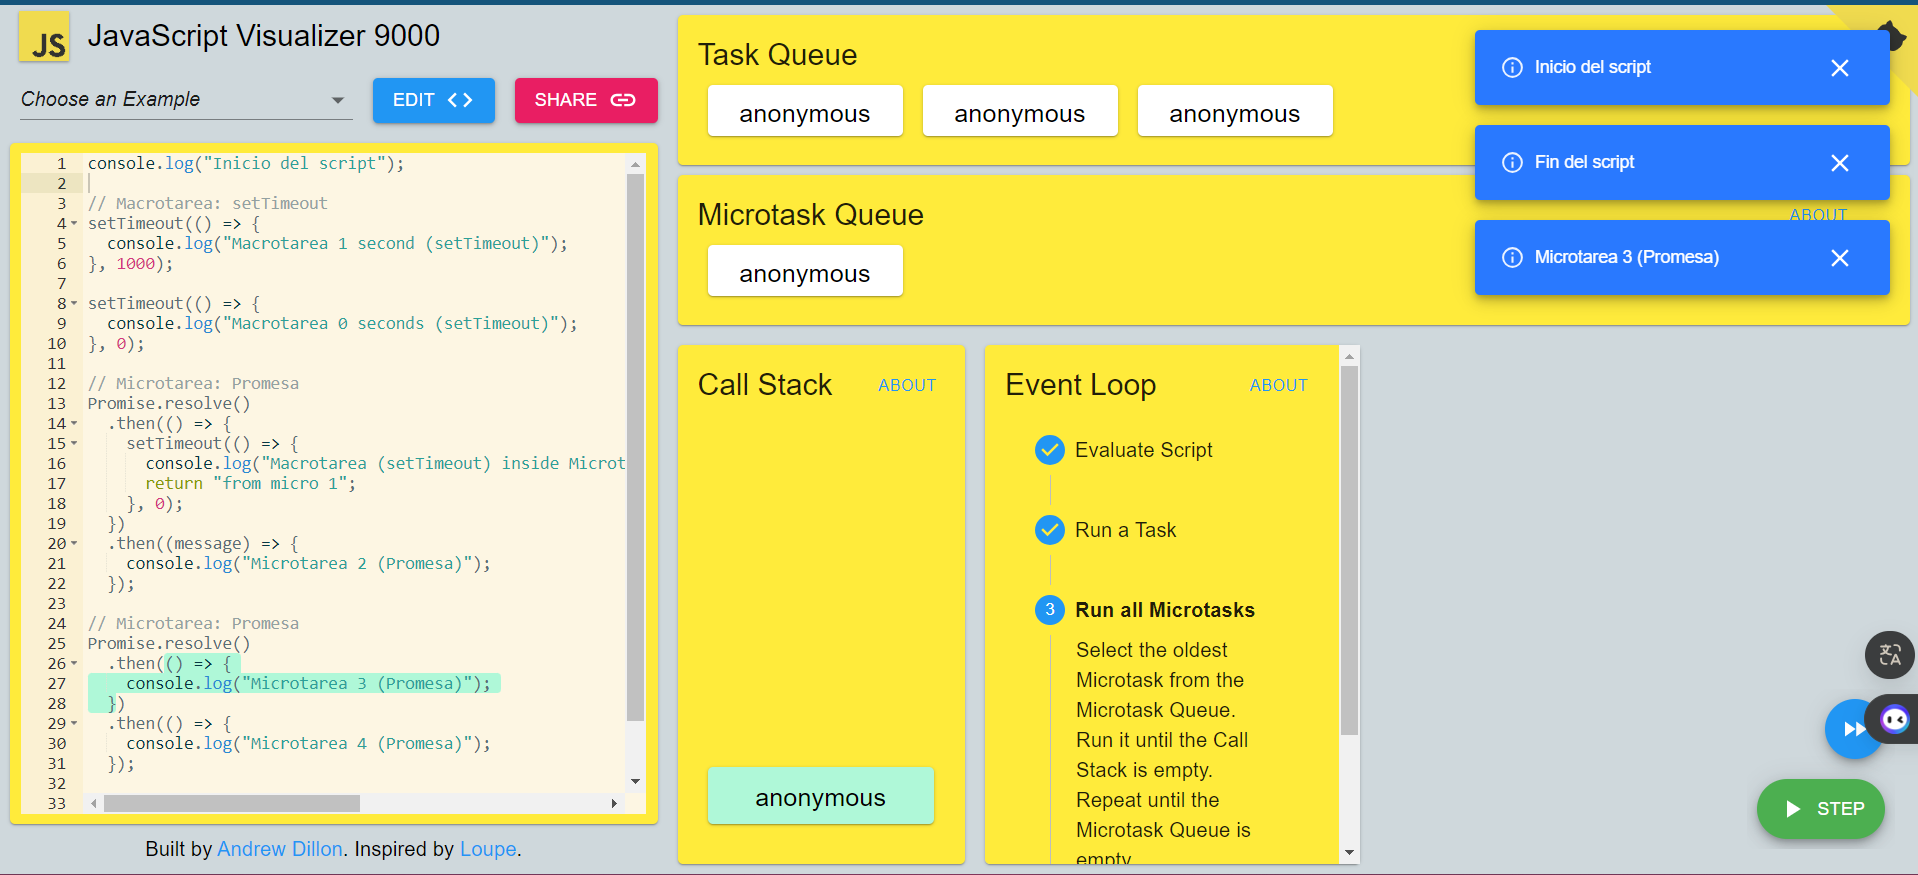 JS
JavaScript Visualizer 9000
Choose an Example
EDIT
SHARE
1 console.log("Inicio del script");
2
3 // Macrotarea: setTimeout
4 setTimeout(() => {
5 console.log("Macrotarea 1 second (setTimeout)");
6 }, 1000);
7
8 setTimeout(() => {
9 console.log("Macrotarea 0 seconds (setTimeout)");
10 }, 0);
11
12 // Microtarea: Promesa
13 Promise.resolve()
14 .then(() => {
15 setTimeout(() => {
16 console.log("Macrotarea (setTimeout) inside Microt
17 return "from micro 1";
18 }, 0);
19 })
20 .then((message) => {
21 console.log("Microtarea 2 (Promesa)");
22 });
23
24 // Microtarea: Promesa
25 Promise.resolve()
26 .then(() => {
27 console.log("Microtarea 3 (Promesa)");
28 })
29 .then(() => {
30 console.log("Microtarea 4 (Promesa)");
31 });
32
33
Built by Andrew Dillon. Inspired by Loupe.
Task Queue
anonymous anonymous anonymous
Microtask Queue
ABOUT
anonymous
Inicio del script
Fin del script
Microtarea 3 (Promesa)
Call Stack ABOUT
anonymous
Event Loop ABOUT
Evaluate Script
Run a Task
3 Run all Microtasks
Select the oldest
Microtask from the
Microtask Queue.
Run it until the Call
Stack is empty.
Repeat until the
Microtask Queue is
empty
STEP